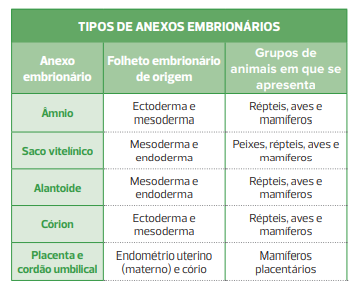 TIPOS DE ANEXOS EMBRIONÁRIOS
Anexo
embrionário
Folheto embrionário
de origem
Grupos de
animais em que se
apresenta
Âmnio
Ectoderma e
mesoderma
Répteis, aves e
mamíferos
Saco vitelínico
Mesoderma e
endoderma
Peixes, répteis, aves e
mamíferos
Alantoide
Mesoderma e
endoderma
Répteis, aves e
mamíferos
Córion
Ectoderma e
mesoderma
Répteis, aves e
mamíferos
Placenta e
cordão umbilical
Endométrio uterino
(materno) e cório
Mamíferos
placentários